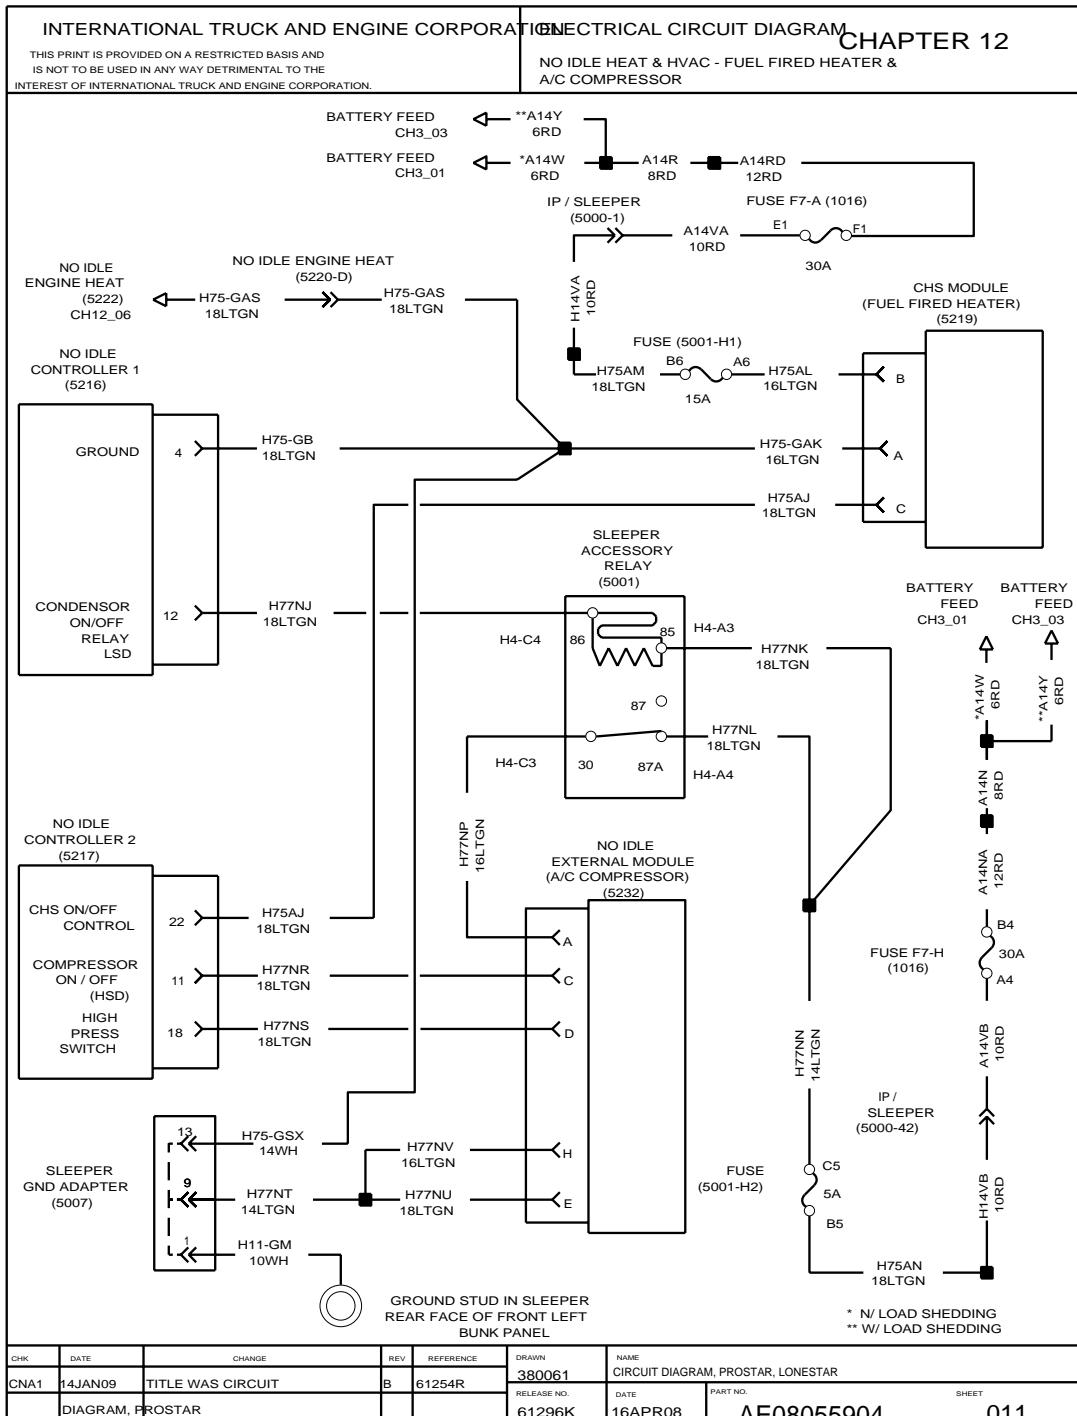 INTERNATIONAL TRUCK AND ENGINE CORPORATION
THIS PRINT IS PROVIDED ON A RESTRICTED BASIS AND
IS NOT TO BE USED IN ANY WAY DETRIMENTAL TO THE
INTEREST OF INTERNATIONAL TRUCK AND ENGINE CORPORATION.
ELECTRICAL CIRCUIT DIAGRAM
CHAPTER 12
NO IDLE HEAT & HVAC - FUEL FIRED HEATER &
A/C COMPRESSOR
BATTERY FEED
CH3_03
**A14Y
6RD
BATTERY FEED
CH3_01
*A14W
6RD
A14R
8RD
A14RD
12RD
IP / SLEEPER
(5000-1)
FUSE F7-A (1016)
A14VA
10RD
E1
F1
30A
H14VA
10RD
NO IDLE
ENGINE HEAT
(5222)
CH12_06
H75-GAS
18LTGN
NO IDLE ENGINE HEAT
(5220-D)
H75-GAS
18LTGN
CHS MODULE
(FUEL FIRED HEATER)
(5219)
FUSE (5001-H1)
H75AM
18LTGN
B6
A6
15A
H75AL
16LTGN
B
NO IDLE
CONTROLLER 1
(5216)
GROUND
4
H75-GB
18LTGN
H75-GAK
16LTGN
A
H75AJ
18LTGN
C
SLEEPER
ACCESSORY
RELAY
(5001)
CONDENSOR
ON/OFF
RELAY
LSD
12
H77NJ
18LTGN
H4-C4
86
85
H4-A3
H77NK
18LTGN
87
H77NL
18LTGN
H4-C3
30
87A
H4-A4
BATTERY
FEED
CH3_01
BATTERY
FEED
CH3_03
*A14W
6RD
**A14Y
6RD
A14N
8RD
A14NA
12RD
H77NP
16LTGN
NO IDLE
CONTROLLER 2
(5217)
NO IDLE
EXTERNAL MODULE
(A/C COMPRESSOR)
(5232)
CHS ON/OFF
CONTROL
22
H75AJ
18LTGN
A
COMPRESSOR
ON / OFF
(HSD)
11
H77NR
18LTGN
C
HIGH
PRESS
SWITCH
18
H77NS
18LTGN
D
FUSE F7-H
(1016)
B4
30A
A4
H77NN
14LTGN
A14VB
10RD
IP /
SLEEPER
(5000-42)
SLEEPER
GND ADAPTER
(5007)
13
H75-GSX
14WH
H77NV
16LTGN
H
9
H77NT
14LTGN
H77NU
18LTGN
E
1
H11-GM
10WH
FUSE
(5001-H2)
C5
5A
B5
H14VB
10RD
H75AN
18LTGN
GROUND STUD IN SLEEPER
REAR FACE OF FRONT LEFT
BUNK PANEL
* N/ LOAD SHEDDING
** W/ LOAD SHEDDING
CHK DATE CHANGE REV REFERENCE DRAWN NAME
CNA1 14JAN09 TITLE WAS CIRCUIT B 61254R 380061 CIRCUIT DIAGRAM, PROSTAR, LONESTAR
DIAGRAM, PROSTAR
RELEASE NO. DATE PART NO. SHEET
61296K 16APR08 AE08055904 011